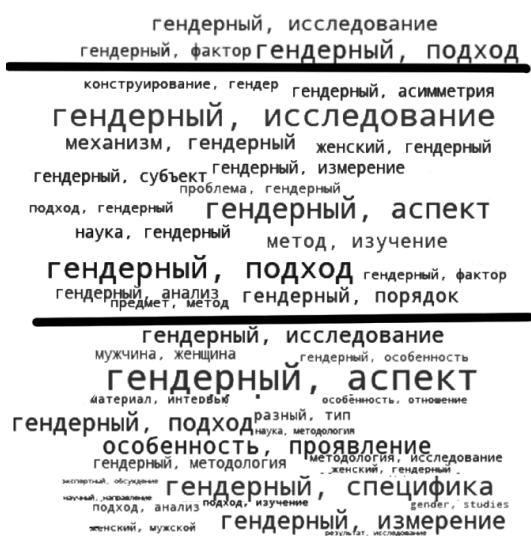 гендерный, исследование
гендерный, фактор гендерный, подход
конструирование, гендер гендерный, асимметрия
гендерный, исследование
механизм, гендерный женский, гендерный
гендерный, субъект гендерный, измерение
проблема, гендерный
подход, гендерный гендерный, аспект
наука, гендерный
метод, изучение
гендерный, подход гендерный, фактор
гендерный, анализ гендерный, порядок
предмет, метод
гендерный, исследование
мужчина, женщина гендерный, особенность
гендерный, аспект
материал, интервью особенность, отношение
гендерный, подход разный, тип
наука, методология
особенность, проявление
гендерный, методология методология, исследование
женский, гендерный
экспертный, обсуждение гендерный, специфика
научный, направление
подход, анализ подход, изучение gender, studies
женский, мужской гендерный, измерение
результат, исследование